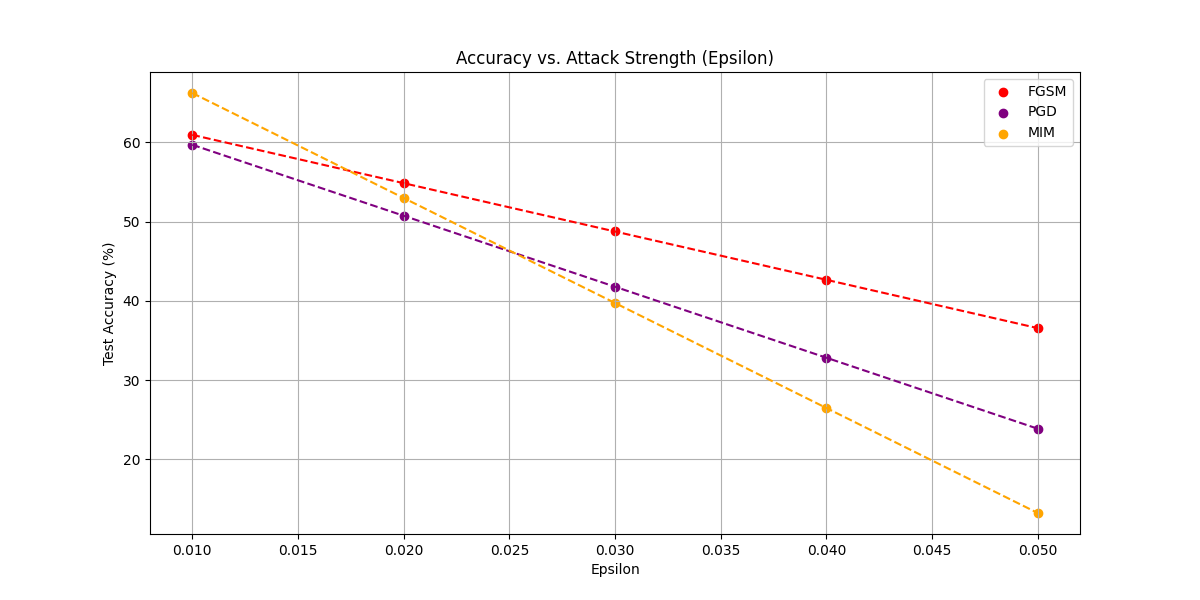 Accuracy vs. Attack Strength (Epsilon)
FGSM
PGD
MIM
Test Accuracy (%)
60
50
40
30
20
0.010 0.015 0.020 0.025 0.030 0.035 0.040 0.045 0.050
Epsilon